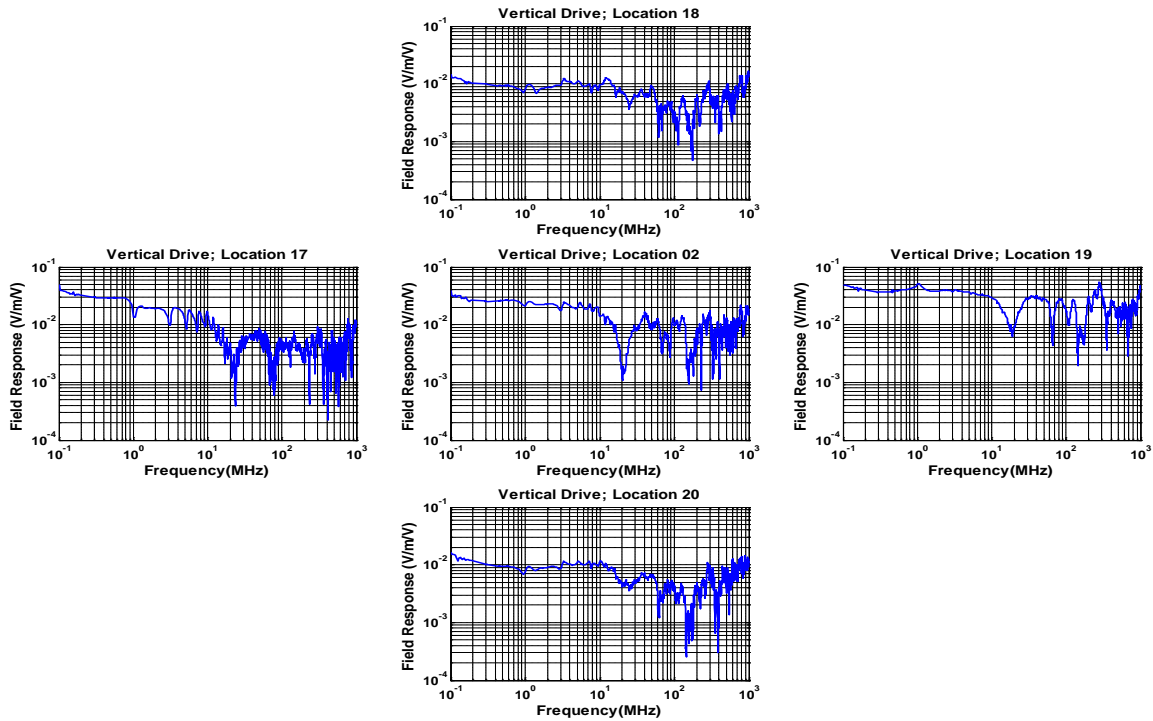 Vertical Drive; Location 18
Field Response (V/m/V)
10^-1
10^-2
10^-3
10^-4
10^-1 10^0 10^1 10^2 10^3
Frequency(MHz)
Vertical Drive; Location 17
Field Response (V/m/V)
10^-1
10^-2
10^-3
10^-4
10^-1 10^0 10^1 10^2 10^3
Frequency(MHz)
Vertical Drive; Location 02
Field Response (V/m/V)
10^-1
10^-2
10^-3
10^-4
10^-1 10^0 10^1 10^2 10^3
Frequency(MHz)
Vertical Drive; Location 19
Field Response (V/m/V)
10^-1
10^-2
10^-3
10^-4
10^-1 10^0 10^1 10^2 10^3
Frequency(MHz)
Vertical Drive; Location 20
Field Response (V/m/V)
10^-1
10^-2
10^-3
10^-4
10^-1 10^0 10^1 10^2 10^3
Frequency(MHz)